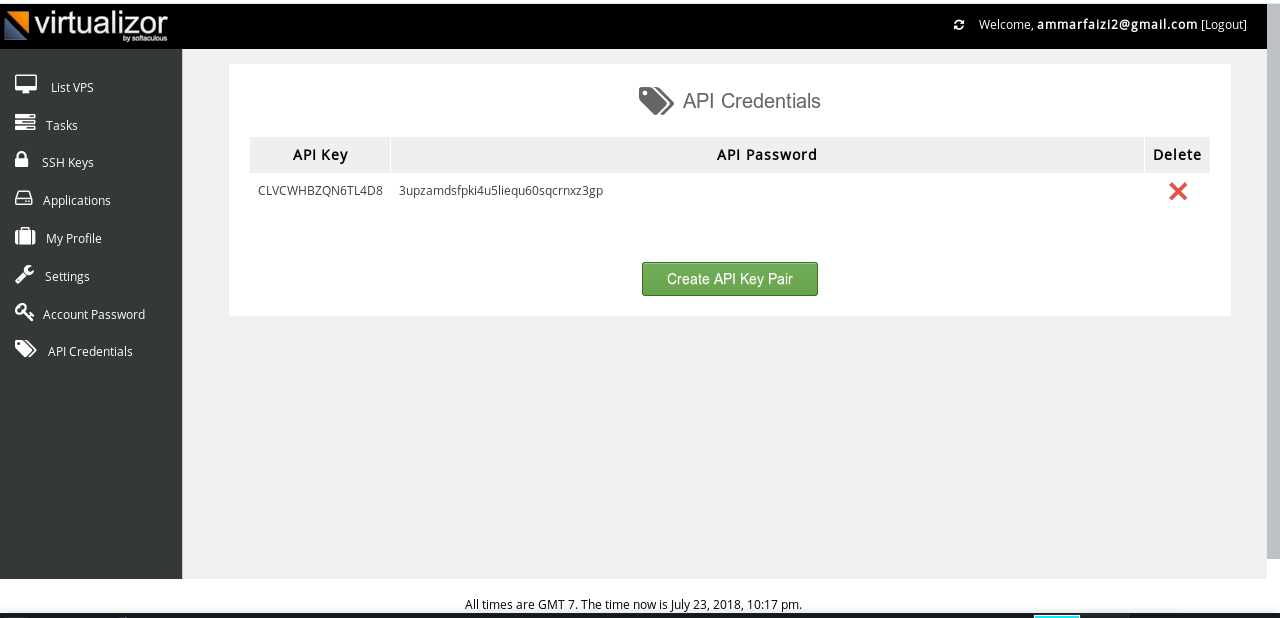 virtualizor
by softaculous
Welcome, ammarfaizi2@gmail.com [Logout]
List VPS
Tasks
SSH Keys
Applications
My Profile
Settings
Account Password
API Credentials
API Credentials
API Key API Password Delete
CLVCWHBZQN6TL4D8 3upzamdsfpki4u5liequ60sqcrnxz3gp
Create API Key Pair
All times are GMT 7. The time now is July 23, 2018, 10:17 pm.